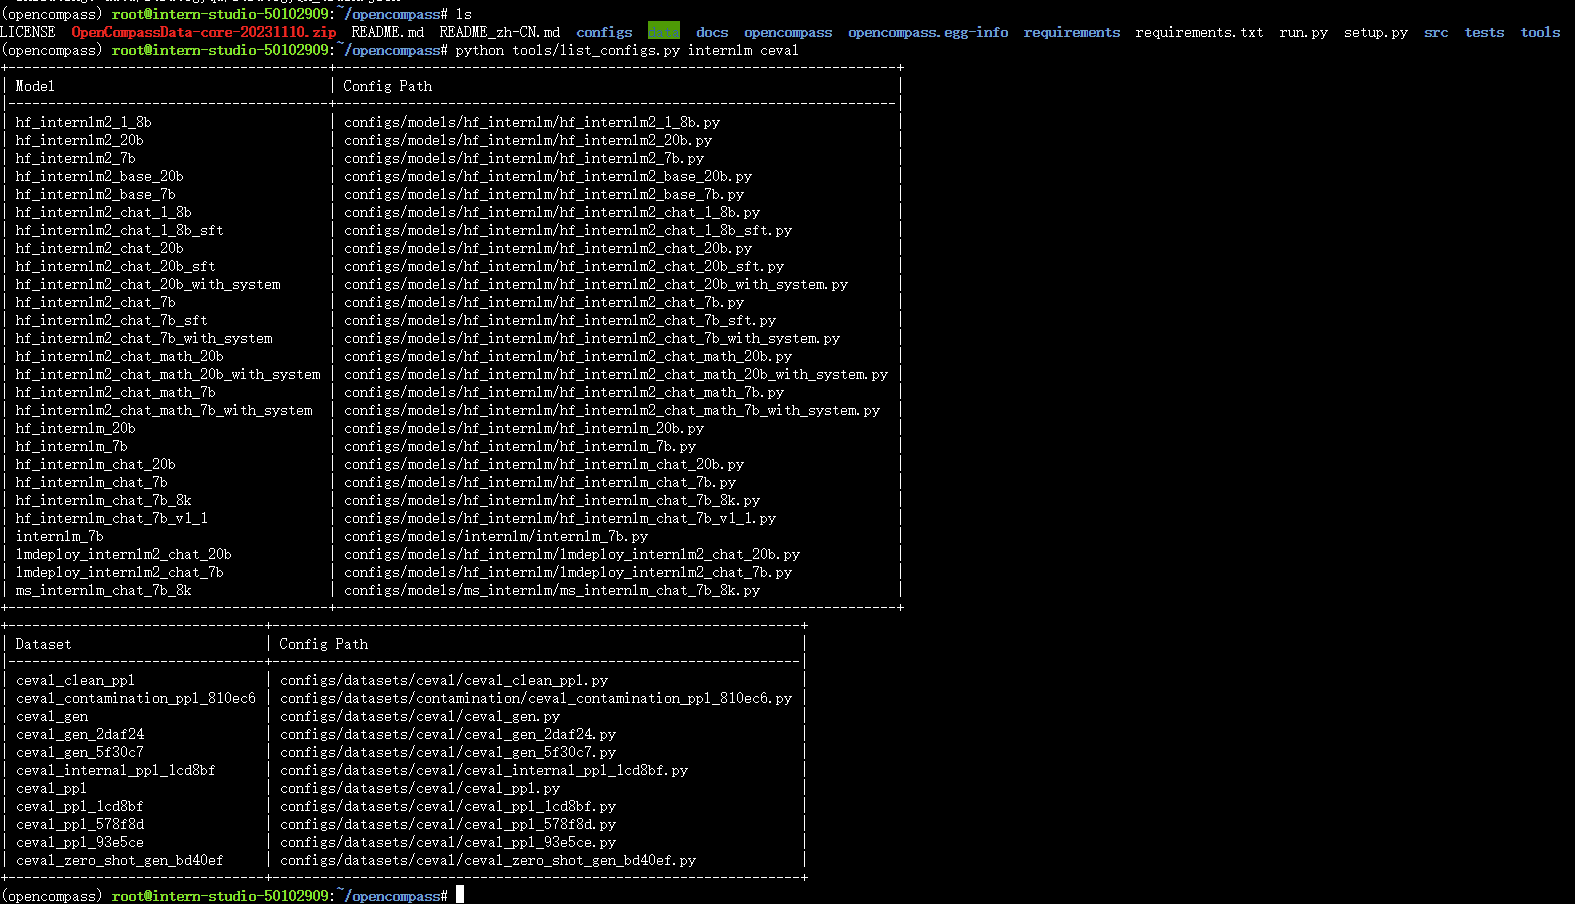 (opencompass) root@intern-studio-50102909:~/opencompass# ls
LICENSE OpenCompassData-core-20231110.zip README.md README_zh-CN.md configs data docs opencompass opencompass.egg-info requirements requirements.txt run.py setup.py src tests tools
(opencompass) root@intern-studio-50102909:~/opencompass# python tools/list_configs.py internlm ceval
+-----------------------------------------+----------------------------------------------------------------------+
| Model | Config Path |
|-----------------------------------------+----------------------------------------------------------------------|
| hf_internlm2_1_8b | configs/models/hf_internlm/hf_internlm2_1_8b.py |
| hf_internlm2_20b | configs/models/hf_internlm/hf_internlm2_20b.py |
| hf_internlm2_7b | configs/models/hf_internlm/hf_internlm2_7b.py |
| hf_internlm2_base_20b | configs/models/hf_internlm/hf_internlm2_base_20b.py |
| hf_internlm2_base_7b | configs/models/hf_internlm/hf_internlm2_base_7b.py |
| hf_internlm2_chat_1_8b | configs/models/hf_internlm/hf_internlm2_chat_1_8b.py |
| hf_internlm2_chat_1_8b_sft | configs/models/hf_internlm/hf_internlm2_chat_1_8b_sft.py |
| hf_internlm2_chat_20b | configs/models/hf_internlm/hf_internlm2_chat_20b.py |
| hf_internlm2_chat_20b_sft | configs/models/hf_internlm/hf_internlm2_chat_20b_sft.py |
| hf_internlm2_chat_20b_with_system | configs/models/hf_internlm/hf_internlm2_chat_20b_with_system.py |
| hf_internlm2_chat_7b | configs/models/hf_internlm/hf_internlm2_chat_7b.py |
| hf_internlm2_chat_7b_sft | configs/models/hf_internlm/hf_internlm2_chat_7b_sft.py |
| hf_internlm2_chat_7b_with_system | configs/models/hf_internlm/hf_internlm2_chat_7b_with_system.py |
| hf_internlm2_chat_math_20b | configs/models/hf_internlm/hf_internlm2_chat_math_20b.py |
| hf_internlm2_chat_math_20b_with_system | configs/models/hf_internlm/hf_internlm2_chat_math_20b_with_system.py |
| hf_internlm2_chat_math_7b | configs/models/hf_internlm/hf_internlm2_chat_math_7b.py |
| hf_internlm2_chat_math_7b_with_system | configs/models/hf_internlm/hf_internlm2_chat_math_7b_with_system.py |
| hf_internlm_20b | configs/models/hf_internlm/hf_internlm_20b.py |
| hf_internlm_7b | configs/models/hf_internlm/hf_internlm_7b.py |
| hf_internlm_chat_20b | configs/models/hf_internlm/hf_internlm_chat_20b.py |
| hf_internlm_chat_7b | configs/models/hf_internlm/hf_internlm_chat_7b.py |
| hf_internlm_chat_7b_8k | configs/models/hf_internlm/hf_internlm_chat_7b_8k.py |
| hf_internlm_chat_7b_v1_1 | configs/models/hf_internlm/hf_internlm_chat_7b_v1_1.py |
| internlm_7b | configs/models/internlm/internlm_7b.py |
| lmdeploy_internlm2_chat_20b | configs/models/hf_internlm/lmdeploy_internlm2_chat_20b.py |
| lmdeploy_internlm2_chat_7b | configs/models/hf_internlm/lmdeploy_internlm2_chat_7b.py |
| ms_internlm_chat_7b_8k | configs/models/ms_internlm/ms_internlm_chat_7b_8k.py |
+-----------------------------------------+----------------------------------------------------------------------+
+--------------------------------+------------------------------------------------------------------+
| Dataset | Config Path |
|--------------------------------+------------------------------------------------------------------|
| ceval_clean_ppl | configs/datasets/ceval/ceval_clean_ppl.py |
| ceval_contamination_ppl_810ec6 | configs/datasets/contamination/ceval_contamination_ppl_810ec6.py |
| ceval_gen | configs/datasets/ceval/ceval_gen.py |
| ceval_gen_2daf24 | configs/datasets/ceval/ceval_gen_2daf24.py |
| ceval_gen_5f30c7 | configs/datasets/ceval/ceval_gen_5f30c7.py |
| ceval_internal_ppl_1cd8bf | configs/datasets/ceval/ceval_internal_ppl_1cd8bf.py |
| ceval_ppl | configs/datasets/ceval/ceval_ppl.py |
| ceval_ppl_1cd8bf | configs/datasets/ceval/ceval_ppl_1cd8bf.py |
| ceval_ppl_578f8d | configs/datasets/ceval/ceval_ppl_578f8d.py |
| ceval_ppl_93e5ce | configs/datasets/ceval/ceval_ppl_93e5ce.py |
| ceval_zero_shot_gen_bd40ef | configs/datasets/ceval/ceval_zero_shot_gen_bd40ef.py |
+--------------------------------+------------------------------------------------------------------+
(opencompass) root@intern-studio-50102909:~/opencompass#